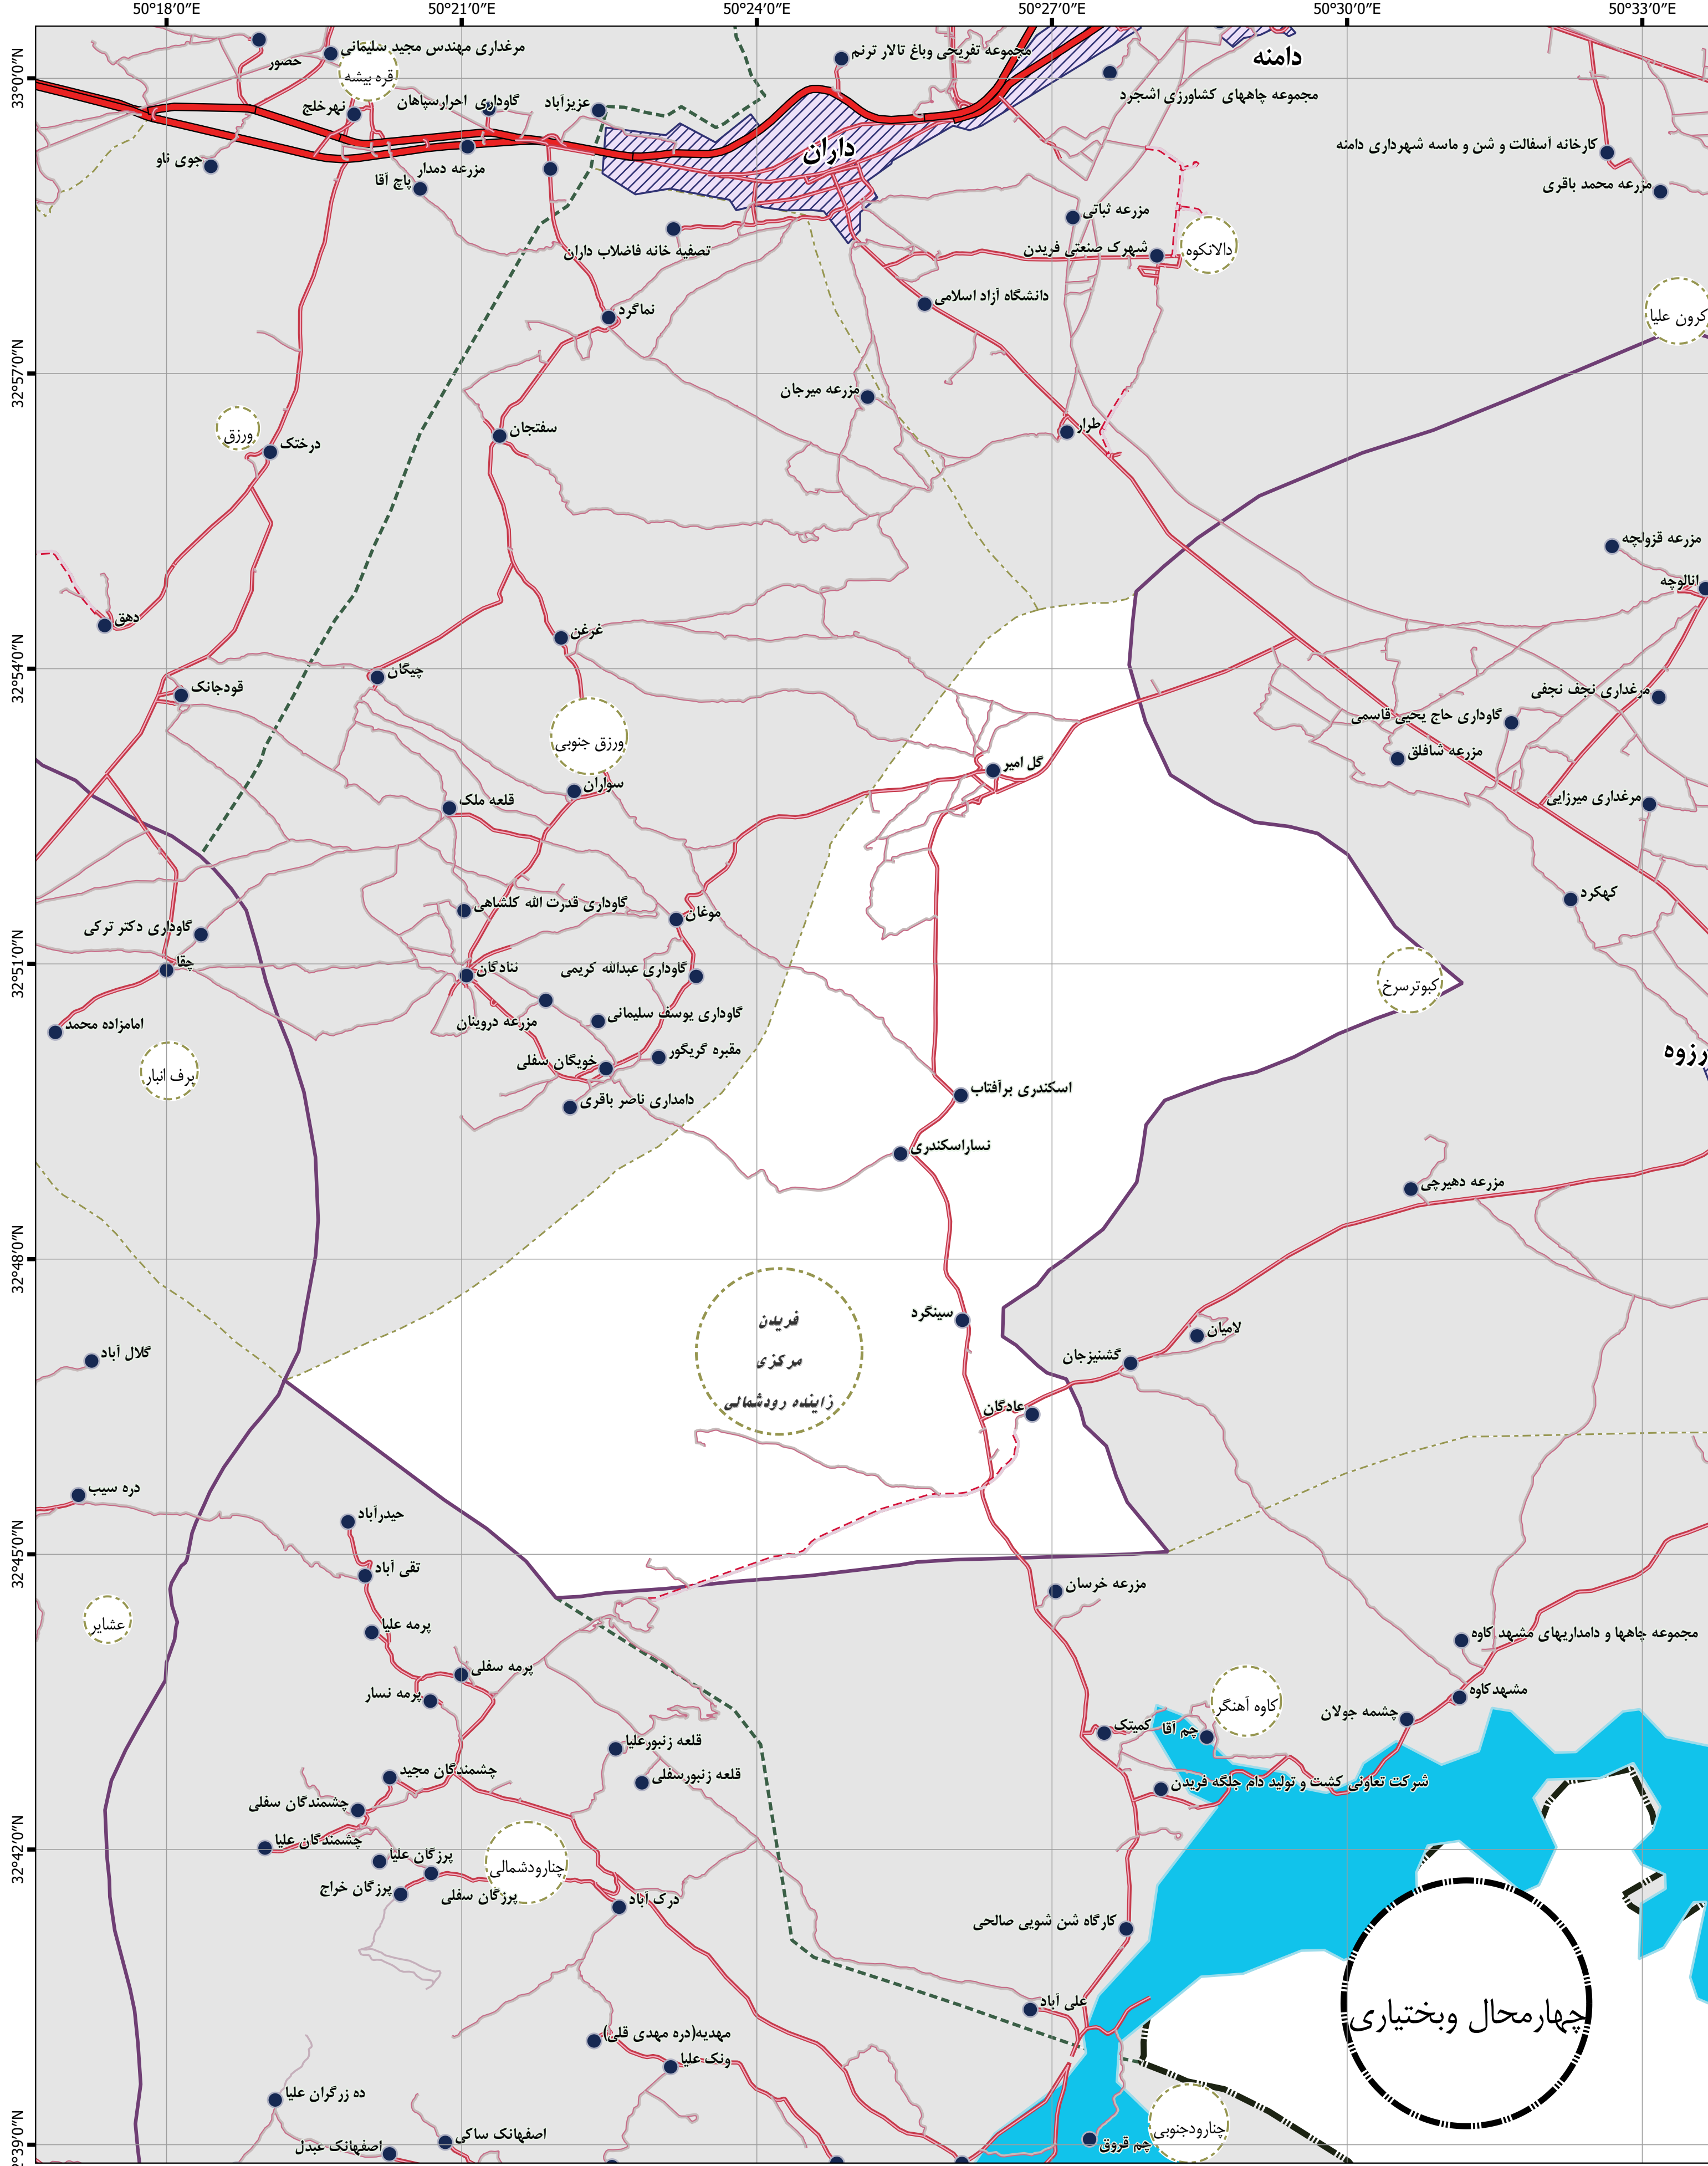 50°18'0"E
50°21'0"E
50°24'0"E
50°27'0"E
50°30'0"E
50°33'0"E
33°0'0"N
32°57'0"N
32°54'0"N
32°51'0"N
32°48'0"N
32°45'0"N
32°42'0"N
حضور
مرغداری مهندس مجید سلیمانی
قره بیشه
مجموعه تفریحی وباغ تالار ترنم
دامنه
مجموعه چاههای کشاورزی اشجرد
نهرخلج
گاوداری احرارسپاهان
عزیزآباد
داران
کارخانه آسفالت و شن و ماسه شهرداری دامنه
جوی ناو
مزرعه دمدار
پاچ آقا
مزرعه محمد باقری
مزرعه ثباتی
تصفیه خانه فاضلاب داران
شهرک صنعتی فریدن
دالانکوه
دانشگاه آزاد اسلامی
نماگرد
کرون علیا
مزرعه میرجان
ورزق
درختک
سفتجان
طرار
مزرعه قزولچه
انالوچه
دهق
غرغن
چیگان
قودجانک
مرغداری نجف نجفی
گاوداری حاج یحیی قاسمی
ورزق جنوبی
مزرعه شافلق
گل امیر
سواران
قلعه ملک
مرغداری میرزایی
کهکرد
گاوداری قدرت الله کلشاهی
موغان
گاوداری دکتر ترکی
چقا
ننادگان
گاوداری عبدالله کریمی
کبوترسرخ
امامزاده محمد
مزرعه دروینان
گاوداری یوسف سلیمانی
رزوه
برف انبار
خویگان سفلی
مقبره گریگور
اسکندری برآفتاب
دامداری ناصر باقری
نساراسکندری
مزرعه دهیرچی
سینگرد
فریدن
مرکزی
زاینده رودشمالی
لامیان
گلال آباد
گشنیزجان
عادگان
دره سیب
حیدرآباد
تقی آباد
مزرعه خرسان
عشایر
پرمه علیا
مجموعه چاهها و دامداریهای مشهد کاوه
پرمه سفلی
پرمه نسار
مشهدکاوه
کاوه آهنگر
چشمه جولان
کمیتک
چم آقا
قلعه زنبورعلیا
چشمندگان مجید
قلعه زنبورسفلی
شرکت تعاونی کشت و تولید دام جلگه فریدن
چشمندگان سفلی
چشمندگان علیا
پرزگان علیا
چنارودشمالی
پرزگان خراج
پرزگان سفلی
درک آباد
کارگاه شن شویی صالحی
چهارمحال وبختیاری
علی آباد
مهدیه(دره مهدی قلی)
ونک علیا
ده زرگران علیا
چنارودجنوبی
اصفهانک ساکی
اصفهانک عبدل
چم قروق